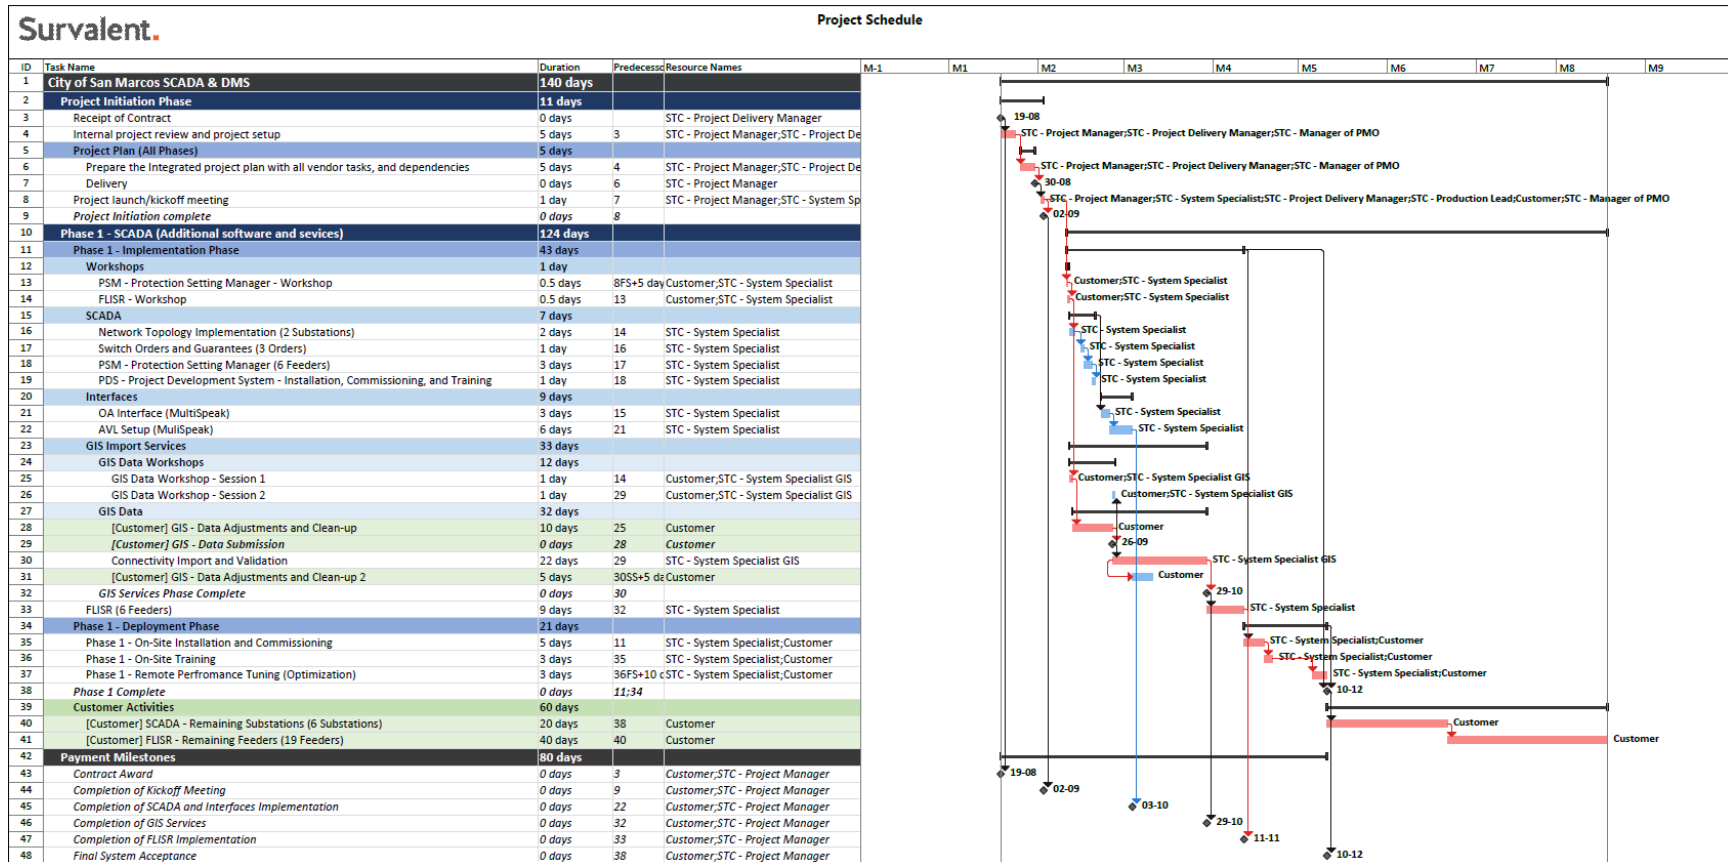 Survalent.
Project Schedule
ID Task Name Duration Predecesso Resource Names M-1 M1 M2 M3 M4 M5 M6 M7 M8 M9
1 City of San Marcos SCADA & DMS 140 days
2 Project Initiation Phase 11 days
3 Receipt of Contract 0 days STC - Project Delivery Manager 19-08
4 Internal project review and project setup 5 days 3 STC - Project Manager;STC - Project De STC - Project Manager;STC - Project Delivery Manager;STC - Manager of PMO
5 Project Plan (All Phases) 5 days
6 Prepare the Integrated project plan with all vendor tasks, and dependencies 5 days 4 STC - Project Manager;STC - Project De STC - Project Manager;STC - Project Delivery Manager;STC - Manager of PMO
7 Delivery 0 days 6 STC - Project Manager 30-08
8 Project launch/kickoff meeting 1 day 7 STC - Project Manager;STC - System Sp STC - Project Manager;STC - System Specialist;STC - Project Delivery Manager;STC - Production Lead;Customer;STC - Manager of PMO
9 Project Initiation complete 0 days 8 02-09
10 Phase 1 - SCADA (Additional software and sevices) 124 days
11 Phase 1 - Implementation Phase 43 days
12 Workshops 1 day
13 PSM - Protection Setting Manager - Workshop 0.5 days 8FS+5 day Customer;STC - System Specialist Customer;STC - System Specialist
14 FLISR - Workshop 0.5 days 13 Customer;STC - System Specialist Customer;STC - System Specialist
15 SCADA 7 days
16 Network Topology Implementation (2 Substations) 2 days 14 STC - System Specialist STC - System Specialist
17 Switch Orders and Guarantees (3 Orders) 1 day 16 STC - System Specialist STC - System Specialist
18 PSM - Protection Setting Manager (6 Feeders) 3 days 17 STC - System Specialist STC - System Specialist
19 PDS - Project Development System - Installation, Commissioning, and Training 1 day 18 STC - System Specialist STC - System Specialist
20 Interfaces 9 days
21 OA Interface (MultiSpeak) 3 days 15 STC - System Specialist STC - System Specialist
22 AVL Setup (MuliSpeak) 6 days 21 STC - System Specialist STC - System Specialist
23 GIS Import Services 33 days
24 GIS Data Workshops 12 days
25 GIS Data Workshop - Session 1 1 day 14 Customer;STC - System Specialist GIS Customer;STC - System Specialist GIS
26 GIS Data Workshop - Session 2 1 day 29 Customer;STC - System Specialist GIS Customer;STC - System Specialist GIS
27 GIS Data 32 days
28 [Customer] GIS - Data Adjustments and Clean-up 10 days 25 Customer Customer
29 [Customer] GIS - Data Submission 0 days 28 Customer 26-09
30 Connectivity Import and Validation 22 days 29 STC - System Specialist GIS STC - System Specialist GIS
31 [Customer] GIS - Data Adjustments and Clean-up 2 5 days 30SS+5 da Customer Customer
32 GIS Services Phase Complete 0 days 30 29-10
33 FLISR (6 Feeders) 9 days 32 STC - System Specialist STC - System Specialist
34 Phase 1 - Deployment Phase 21 days
35 Phase 1 - On-Site Installation and Commissioning 5 days 11 STC - System Specialist;Customer STC - System Specialist;Customer
36 Phase 1 - On-Site Training 3 days 35 STC - System Specialist;Customer STC - System Specialist;Customer
37 Phase 1 - Remote Perfromance Tuning (Optimization) 3 days 36FS+10 d STC - System Specialist;Customer STC - System Specialist;Customer
38 Phase 1 Complete 0 days 11;34 10-12
39 Customer Activities 60 days
40 [Customer] SCADA - Remaining Substations (6 Substations) 20 days 38 Customer Customer
41 [Customer] FLISR - Remaining Feeders (19 Feeders) 40 days 40 Customer Customer
42 Payment Milestones 80 days
43 Contract Award 0 days 3 Customer;STC - Project Manager 19-08
44 Completion of Kickoff Meeting 0 days 9 Customer;STC - Project Manager 02-09
45 Completion of SCADA and Interfaces Implementation 0 days 22 Customer;STC - Project Manager 03-10
46 Completion of GIS Services 0 days 32 Customer;STC - Project Manager 29-10
47 Completion of FLISR Implementation 0 days 33 Customer;STC - Project Manager 11-11
48 Final System Acceptance 0 days 38 Customer;STC - Project Manager 10-12